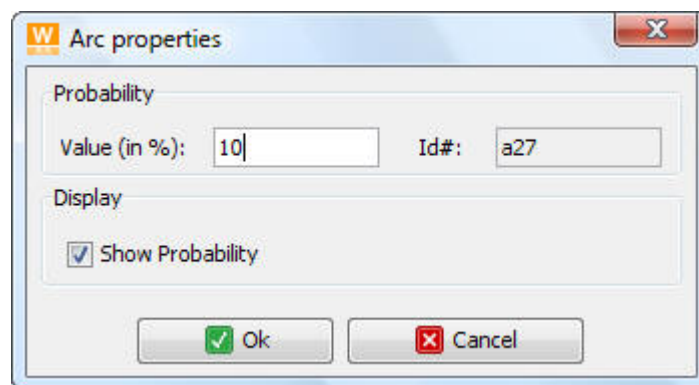 W Arc properties
Probability
Value (in %): 10 Id#: a27
Display
Show Probability
Ok Cancel